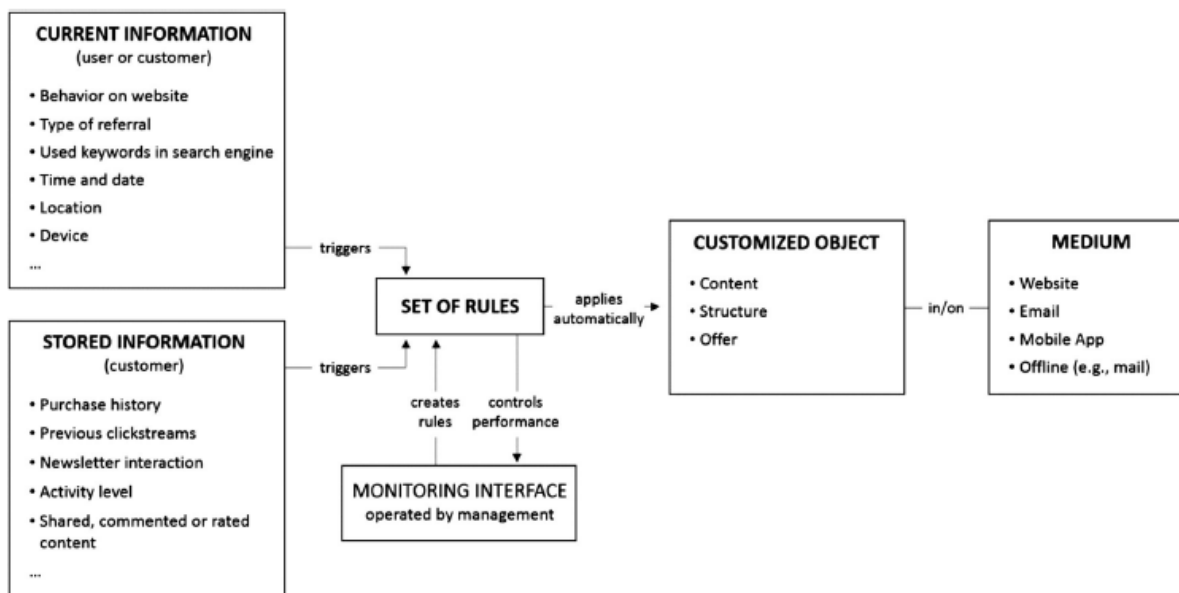 CURRENT INFORMATION
(user or customer)
• Behavior on website
• Type of referral
• Used keywords in search engine
• Time and date
• Location
• Device
...
STORED INFORMATION
(customer)
• Purchase history
• Previous clickstreams
• Newsletter interaction
• Activity level
• Shared, commented or rated
content
...
triggers
triggers
SET OF RULES
creates
rules
controls
performance
MONITORING INTERFACE
operated by management
applies
automatically
CUSTOMIZED OBJECT
• Content
• Structure
• Offer
in/on
MEDIUM
• Website
• Email
• Mobile App
• Offline (e.g., mail)